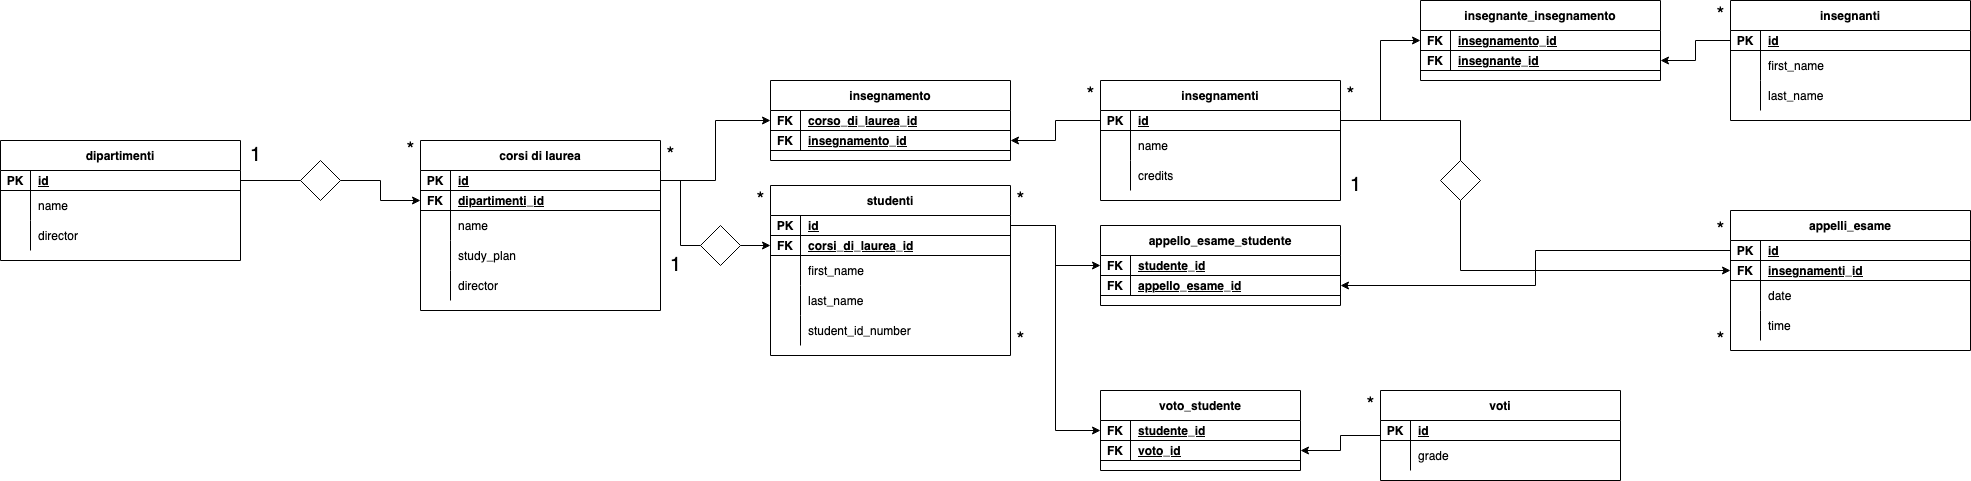 dipartimenti
PK id
name
director
1
*
corsi di laurea
PK id
FK dipartimenti_id
name
study_plan
director
*
1
insegnamento
FK corso_di_laurea_id
FK insegnamento_id
*
studenti
PK id
FK corsi_di_laurea_id
first_name
last_name
student_id_number
*
*
*
insegnamenti
PK id
name
credits
*
1
appello_esame_studente
FK studente_id
FK appello_esame_id
voto_studente
FK studente_id
FK voto_id
*
voti
PK id
grade
insegnante_insegnamento
FK insegnamento_id
FK insegnante_id
*
insegnanti
PK id
first_name
last_name
*
appelli_esame
PK id
FK insegnamenti_id
date
time
*